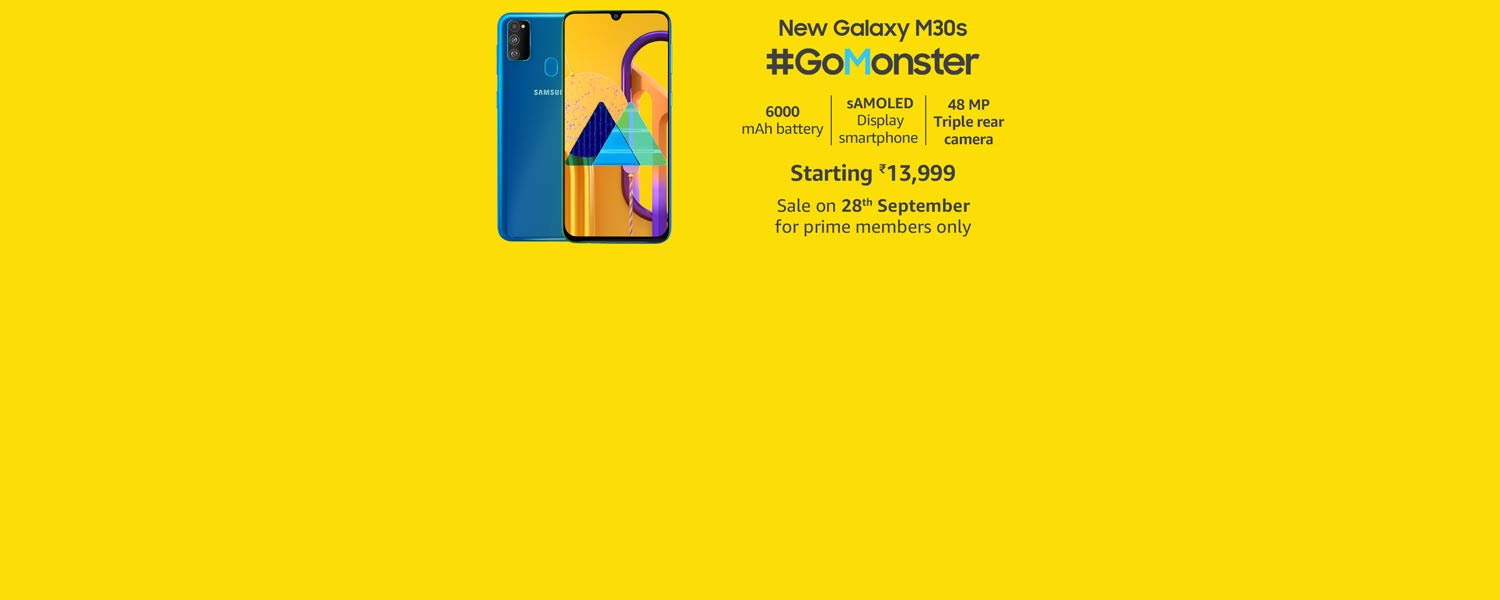 SAMSU
New Galaxy M30s
#GoMonster
6000
mAh battery
sAMOLED
Display
smartphone
48 MP
Triple rear
camera
Starting ₹13,999
Sale on 28th September
for prime members only